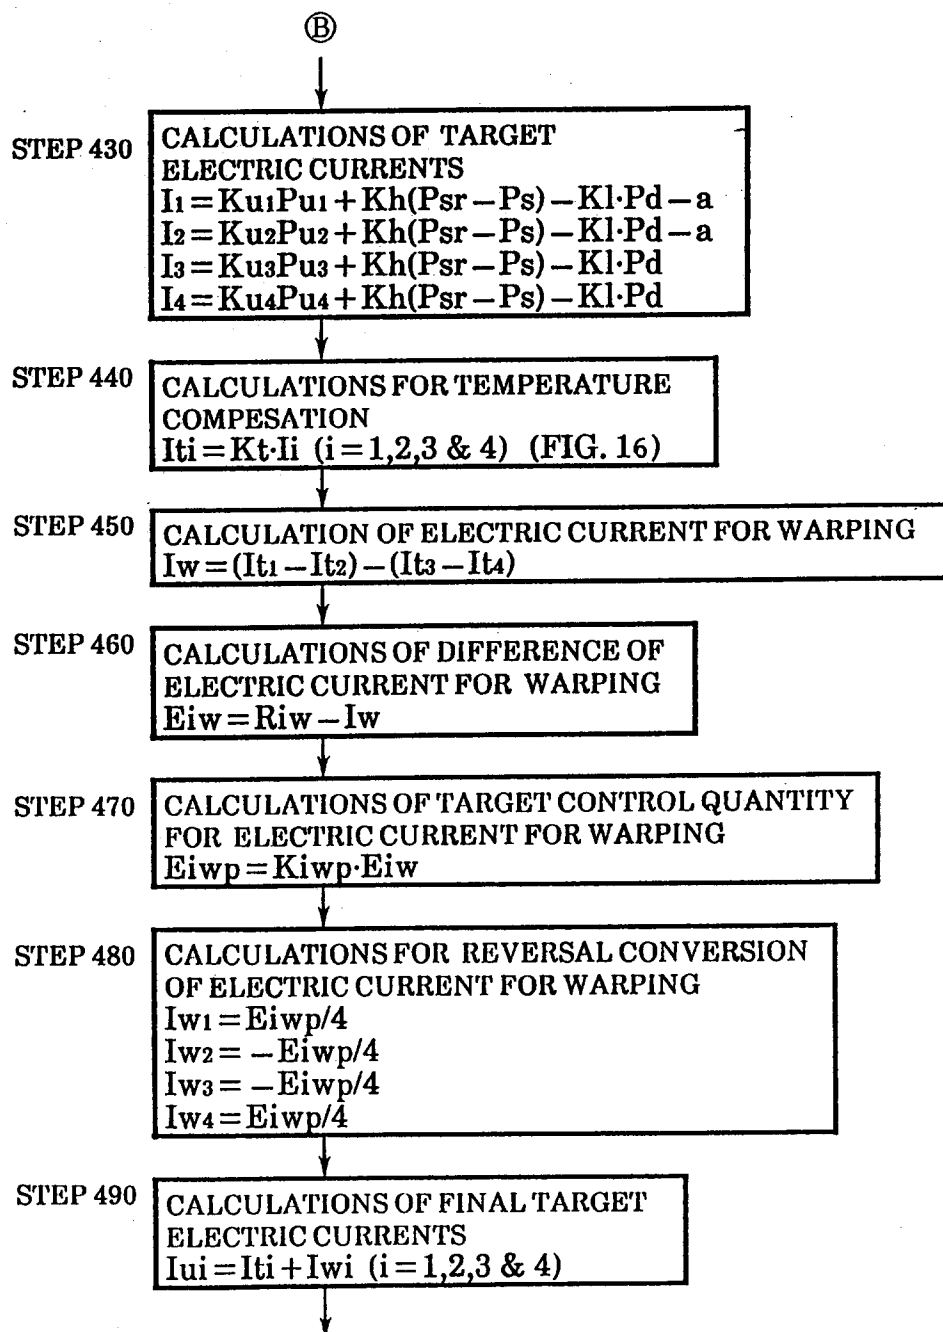 Ⓑ
STEP 430
CALCULATIONS OF TARGET
ELECTRIC CURRENTS
I1=Ku1Pu1+Kh(Psr-Ps)-Kl·Pd-a
I2=Ku2Pu2+Kh(Psr-Ps)-Kl·Pd-a
I3=Ku3Pu3+Kh(Psr-Ps)-Kl·Pd
I4=Ku4Pu4+Kh(Psr-Ps)-Kl·Pd
STEP 440
CALCULATIONS FOR TEMPERATURE
COMPESATION
Iti=Kt·Ii (i=1,2,3 & 4) (FIG. 16)
STEP 450
CALCULATION OF ELECTRIC CURRENT FOR WARPING
Iw=(It1-It2)-(It3-It4)
STEP 460
CALCULATIONS OF DIFFERENCE OF
ELECTRIC CURRENT FOR WARPING
Eiw=Riw-Iw
STEP 470
CALCULATIONS OF TARGET CONTROL QUANTITY
FOR ELECTRIC CURRENT FOR WARPING
Eiwp=Kiwp·Eiw
STEP 480
CALCULATIONS FOR REVERSAL CONVERSION
OF ELECTRIC CURRENT FOR WARPING
Iw1=Eiwp/4
Iw2=-Eiwp/4
Iw3=-Eiwp/4
Iw4=Eiwp/4
STEP 490
CALCULATIONS OF FINAL TARGET
ELECTRIC CURRENTS
Iui=Iti+Iwi (i=1,2,3 & 4)